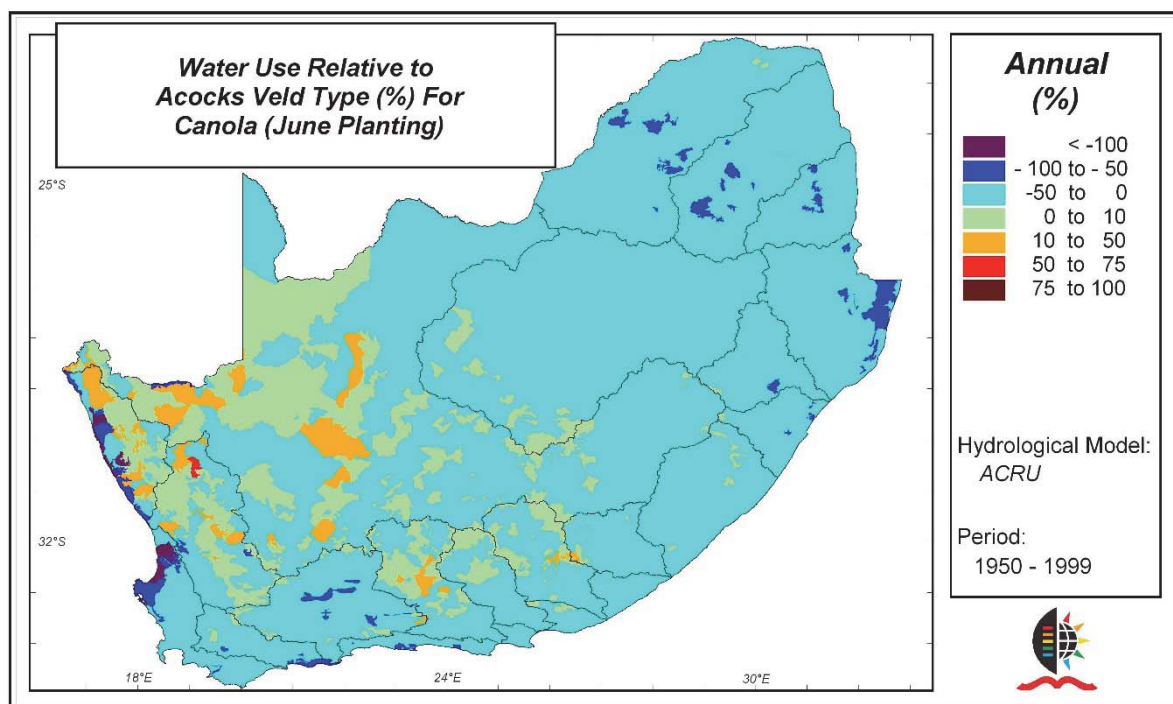 Water Use Relative to
Acocks Veld Type (%) For
Canola (June Planting)
25°S
32°S
18°E
24°E
30°E
Annual
(%)
< -100
- 100 to - 50
-50 to 0
0 to 10
10 to 50
50 to 75
75 to 100
Hydrological Model:
ACRU
Period:
1950 - 1999